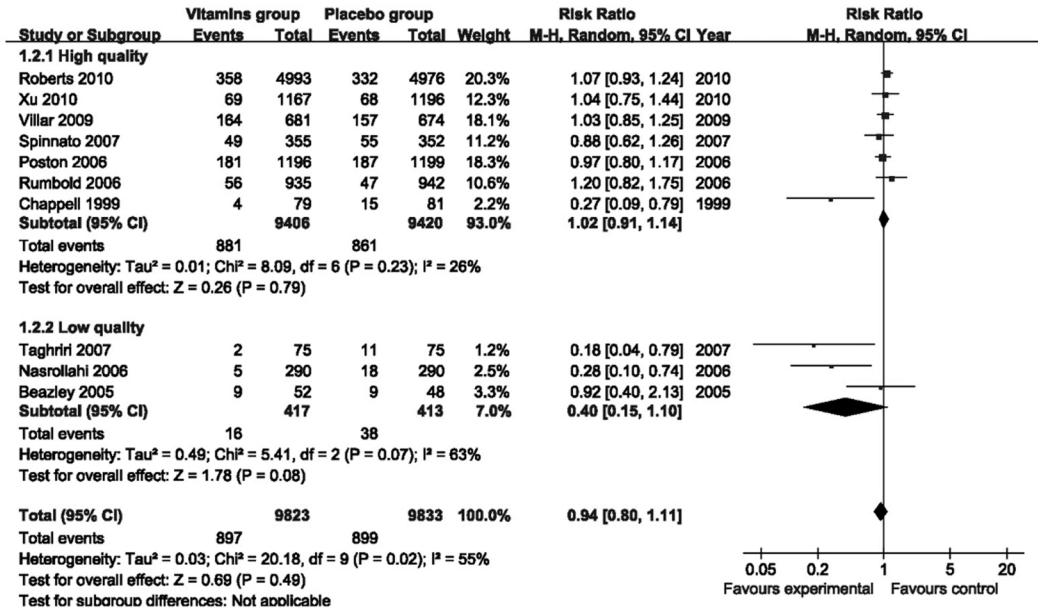 Vitamins group Placebo group Risk Ratio Risk Ratio
Study or Subgroup Events Total Events Total Weight M-H, Random, 95% CI Year M-H, Random, 95% CI
1.2.1 High quality
Roberts 2010 358 4993 332 4976 20.3% 1.07 [0.93, 1.24] 2010
Xu 2010 69 1167 68 1196 12.3% 1.04 [0.75, 1.44] 2010
Villar 2009 164 681 157 674 18.1% 1.03 [0.85, 1.25] 2009
Spinnato 2007 49 355 55 352 11.2% 0.88 [0.62, 1.26] 2007
Poston 2006 181 1196 187 1199 18.3% 0.97 [0.80, 1.17] 2006
Rumbold 2006 56 935 47 942 10.6% 1.20 [0.82, 1.75] 2006
Chappell 1999 4 79 15 81 2.2% 0.27 [0.09, 0.79] 1999
Subtotal (95% CI) 9406 9420 93.0% 1.02 [0.91, 1.14]
Total events 881 861
Heterogeneity: Tau² = 0.01; Chi² = 8.09, df = 6 (P = 0.23); I² = 26%
Test for overall effect: Z = 0.26 (P = 0.79)
1.2.2 Low quality
Taghriri 2007 2 75 11 75 1.2% 0.18 [0.04, 0.79] 2007
Nasrollahi 2006 5 290 18 290 2.5% 0.28 [0.10, 0.74] 2006
Beazley 2005 9 52 9 48 3.3% 0.92 [0.40, 2.13] 2005
Subtotal (95% CI) 417 413 7.0% 0.40 [0.15, 1.10]
Total events 16 38
Heterogeneity: Tau² = 0.49; Chi² = 5.41, df = 2 (P = 0.07); I² = 63%
Test for overall effect: Z = 1.78 (P = 0.08)
Total (95% CI) 9823 9833 100.0% 0.94 [0.80, 1.11]
Total events 897 899
Heterogeneity: Tau² = 0.03; Chi² = 20.18, df = 9 (P = 0.02); I² = 55%
Test for overall effect: Z = 0.69 (P = 0.49)
Test for subgroup differences: Not applicable
0.05 0.2 1 5 20
Favours experimental Favours control